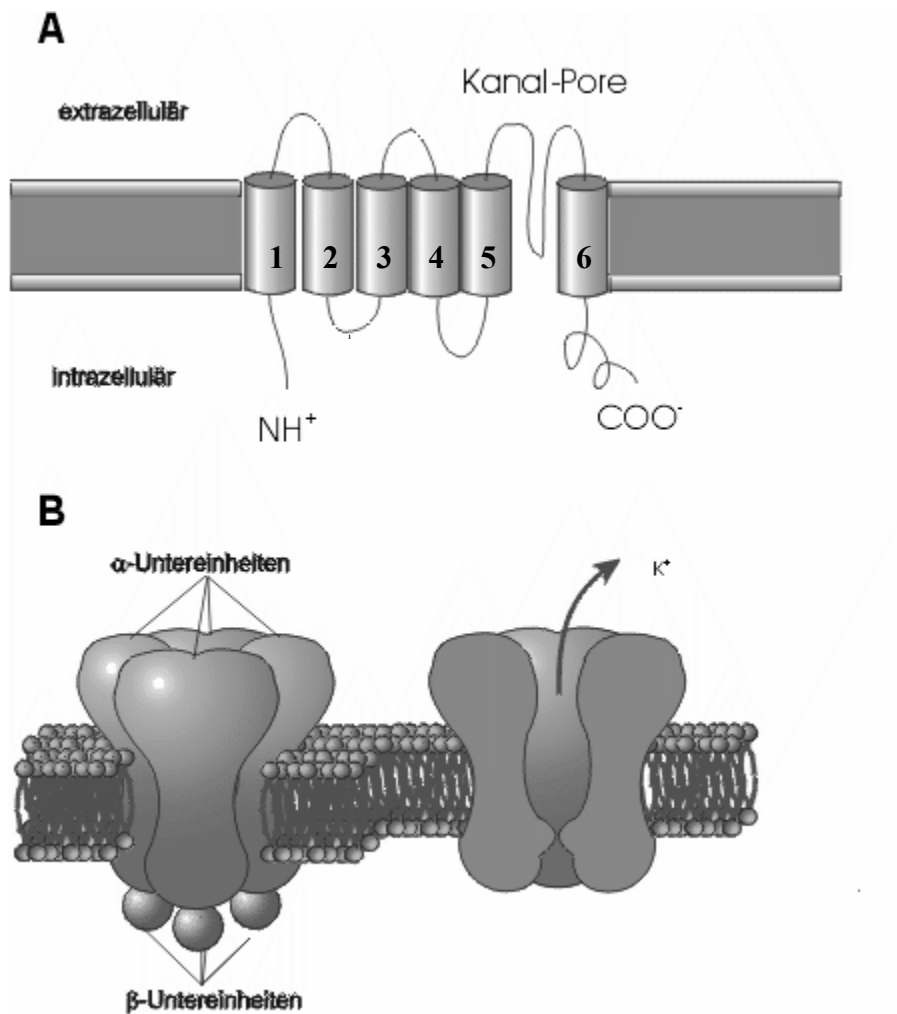 A
Kanal-Pore
extrazellulär
1 2 3 4 5 6
intrazellulär
NH⁺
COO⁻
B
α-Untereinheiten
K⁺
β-Untereinheiten